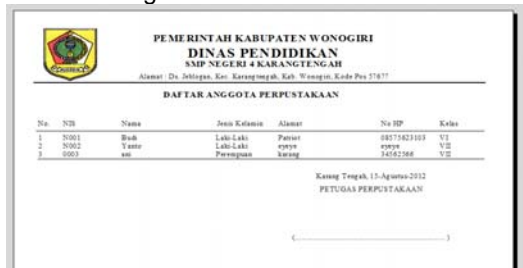 PEMERINTAH KABUPATEN WONOGIRI
DINAS PENDIDIKAN
SMP NEGERI 4 KARANGTENGAH
Alamat : Ds. Jeblogan, Kec. Karangtengah, Kab. Wonogiri, Kode Pos 57677
DAFTAR ANGGOTA PERPUSTAKAAN
No. NIS Nama Jenis Kelamin Alamat No HP Kelas
1 N001 Budi Laki-Laki Patriot 08575623103 VI
2 N002 Yanto Laki-Laki eyeye eyeye VII
3 0003 ani Perempuan karang 34562566 VII
Karang Tengah, 15-Agustus-2012
PETUGAS PERPUSTAKAAN
(..............................................................)